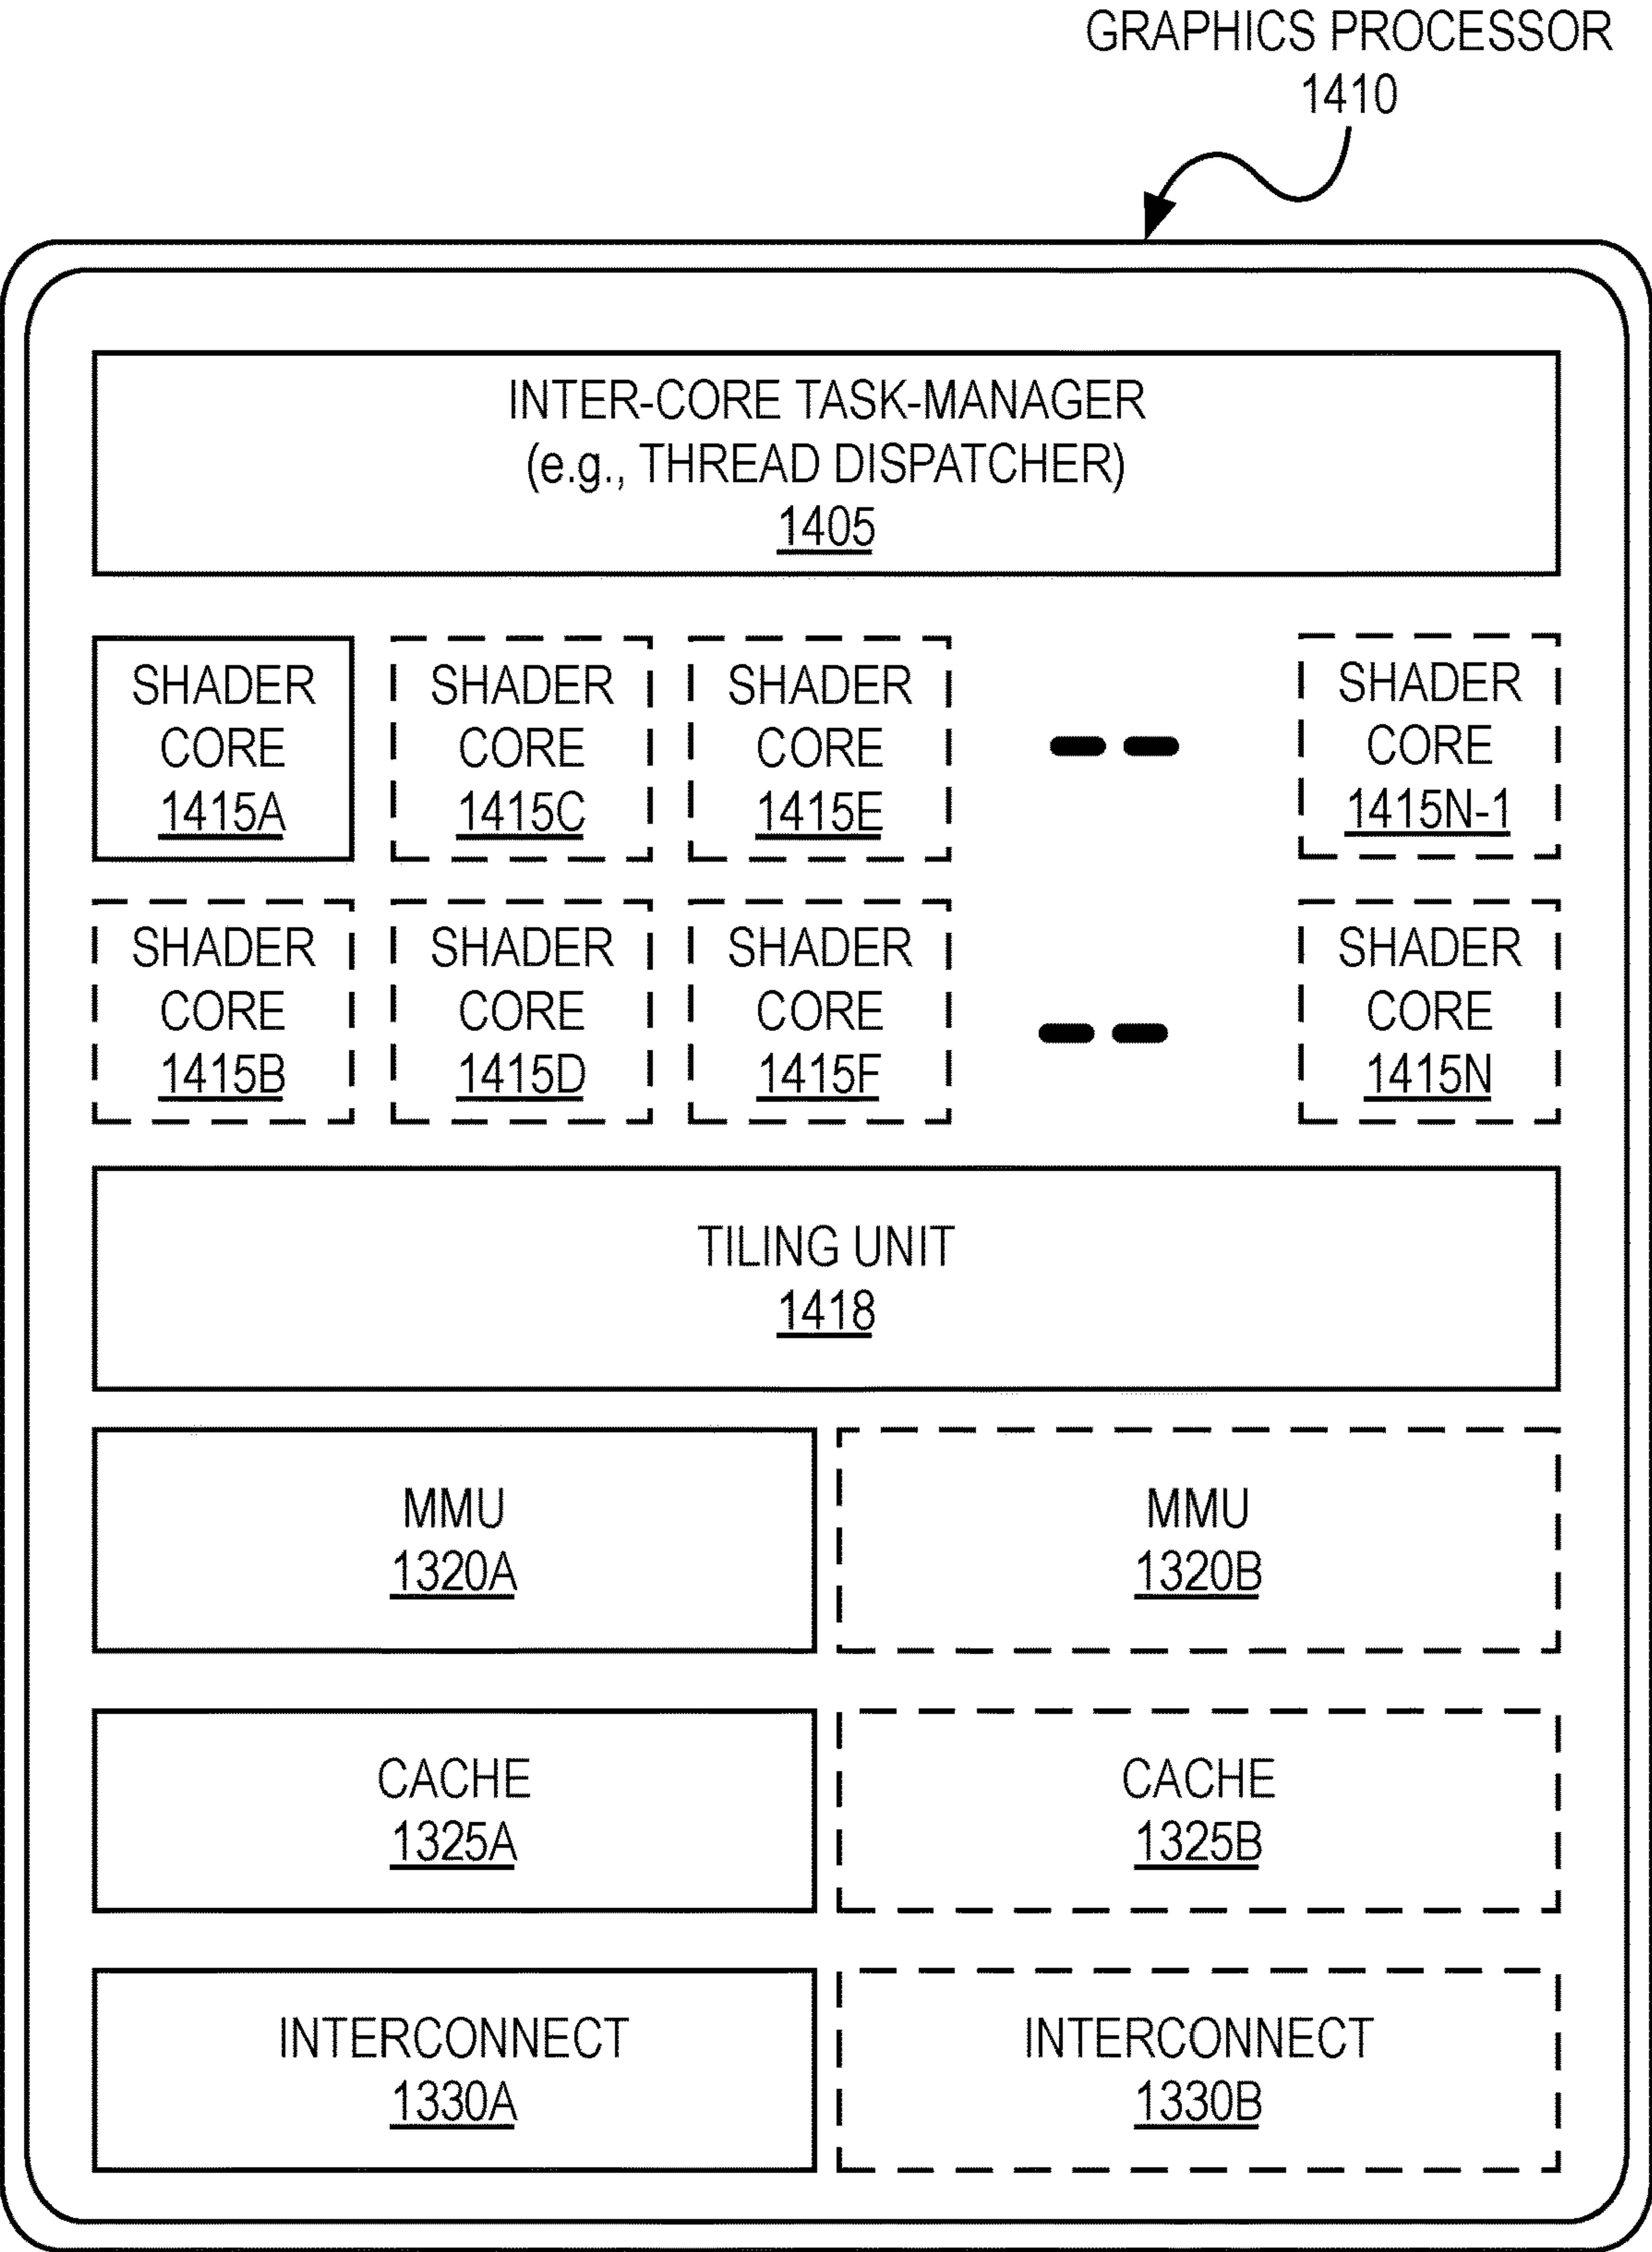 GRAPHICS PROCESSOR
1410
INTER-CORE TASK-MANAGER
(e.g., THREAD DISPATCHER)
1405
SHADER CORE 1415A
SHADER CORE 1415C
SHADER CORE 1415E
SHADER CORE 1415N-1
SHADER CORE 1415B
SHADER CORE 1415D
SHADER CORE 1415F
SHADER CORE 1415N
TILING UNIT
1418
MMU
1320A
MMU
1320B
CACHE
1325A
CACHE
1325B
INTERCONNECT
1330A
INTERCONNECT
1330B